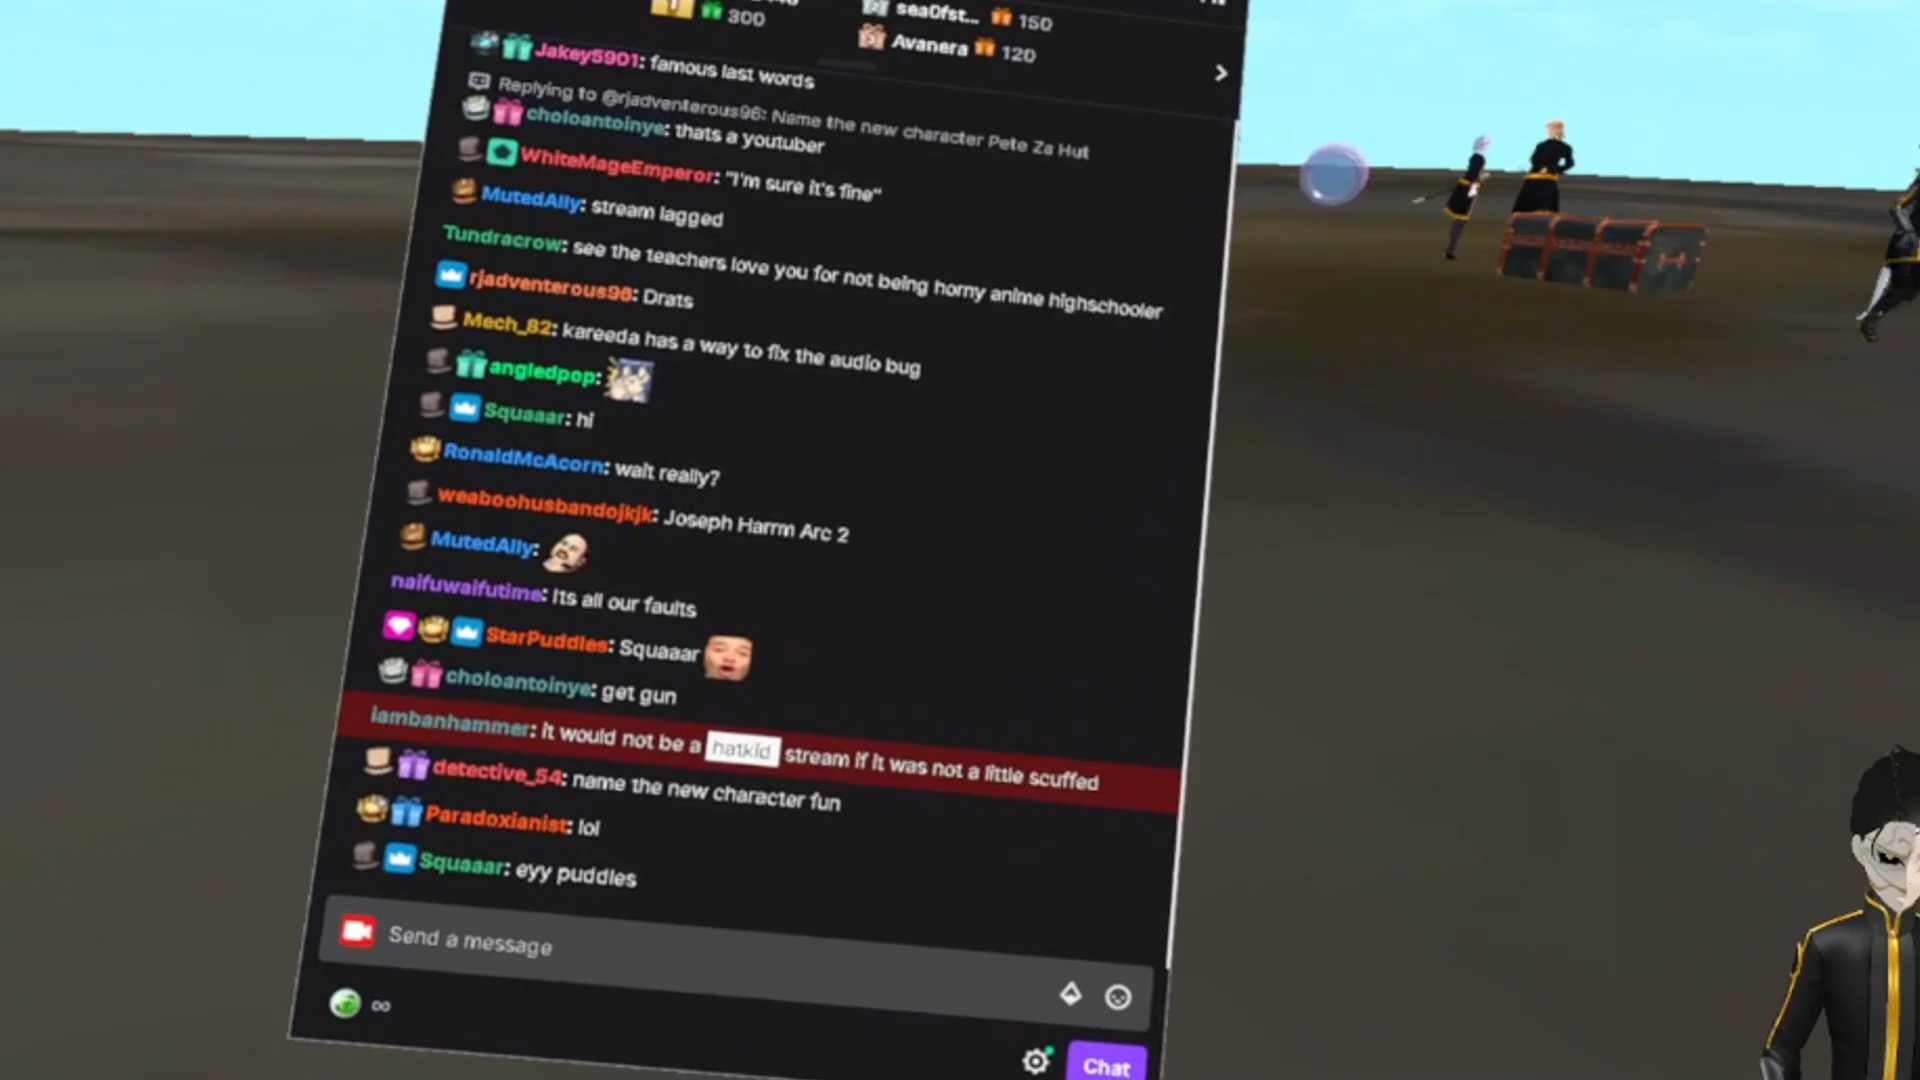 300
sea0fst... 150
Avanera 120
Jakey5901: famous last words
Replying to @rjadventerous96: Name the new character Pete Za Hut
choloantoinye: thats a youtuber
WhiteMageEmperor: "I'm sure it's fine"
MutedAlly: stream lagged
Tundracrow: see the teachers love you for not being horny anime highschooler
rjadventerous96: Drats
Mech_82: kareeda has a way to fix the audio bug
angledpop:
Squaaar: hi
RonaldMcAcorn: wait really?
weaboohusbandojkjk: Joseph Harrm Arc 2
MutedAlly:
naifuwaifutime: Its all our faults
StarPuddles: Squaaar
choloantoinye: get gun
iambanhammer: it would not be a hatkid stream if it was not a little scuffed
detective_54: name the new character fun
Paradoxianist: lol
Squaaar: eyy puddles
Send a message
∞
Chat